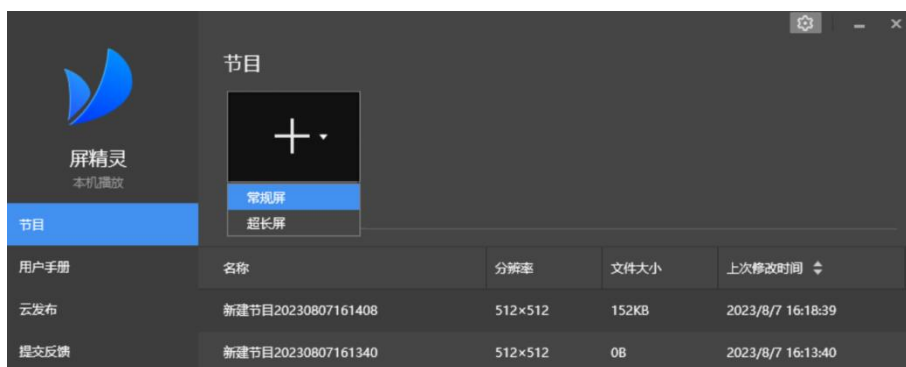 屏精灵
本机播放
节目
用户手册
云发布
提交反馈
节目
常规屏
超长屏
名称 分辨率 文件大小 上次修改时间
新建节目20230807161408 512×512 152KB 2023/8/7 16:18:39
新建节目20230807161340 512×512 0B 2023/8/7 16:13:40